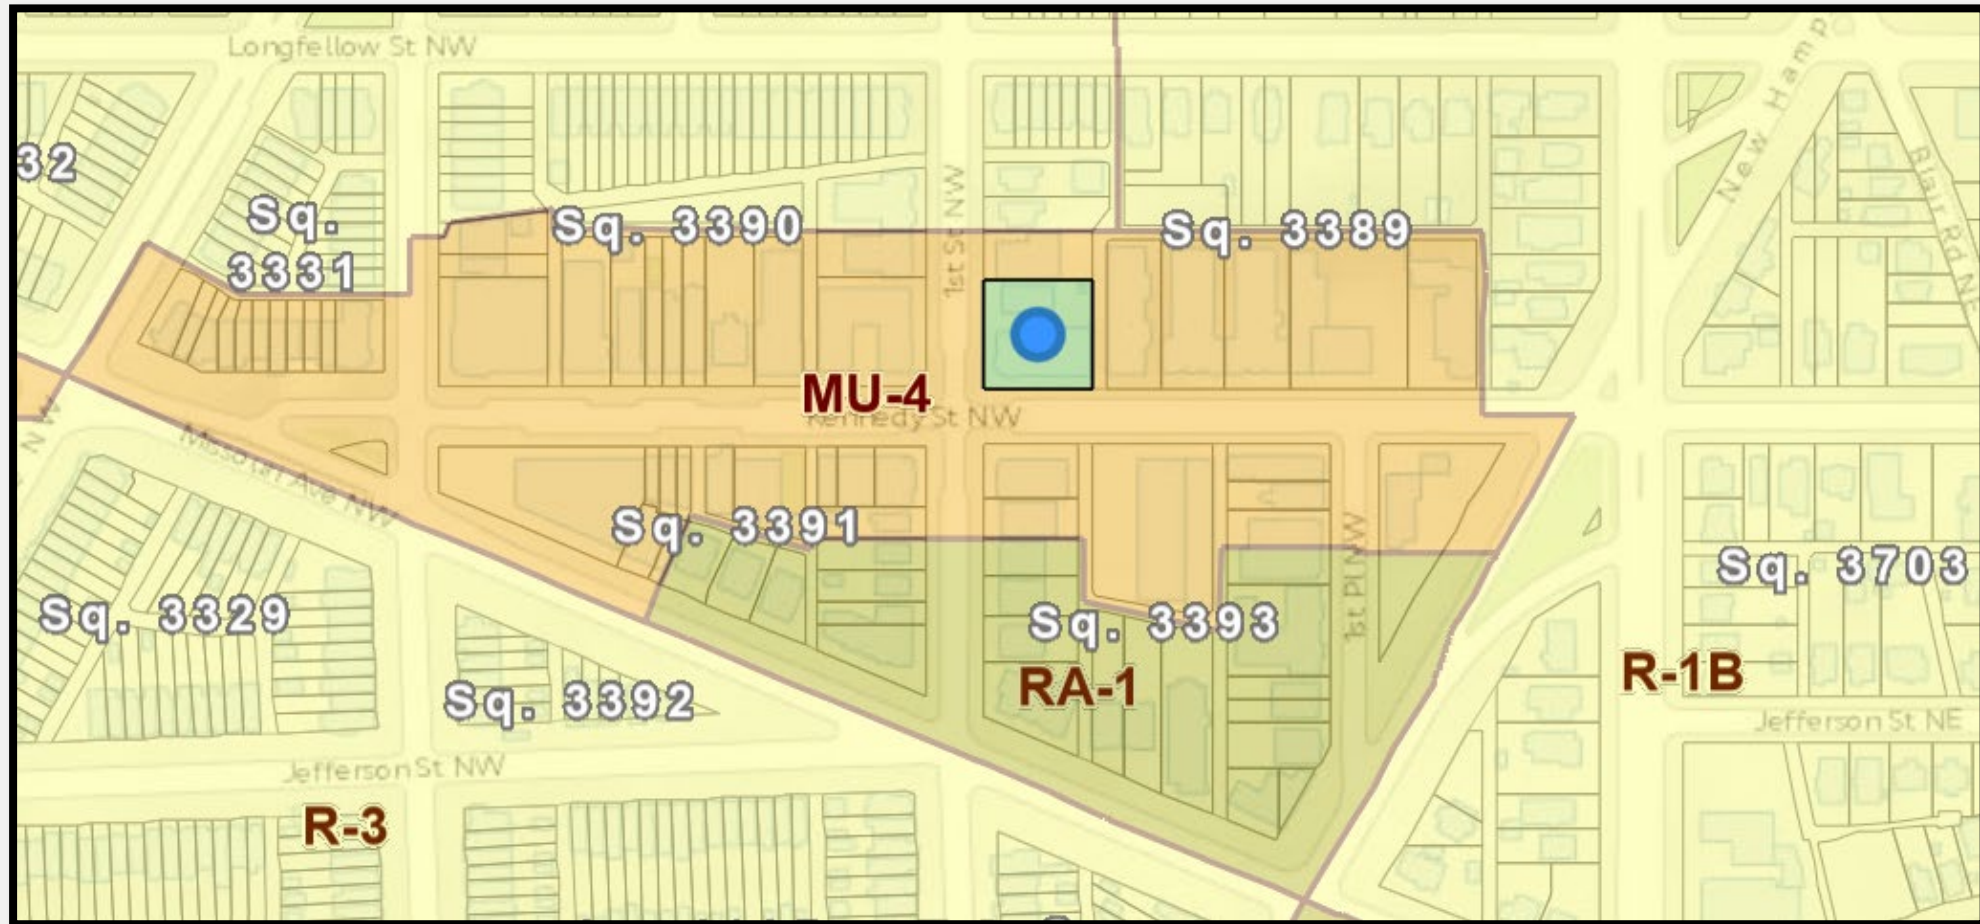 Longfellow St NW
New Hamp
32
Blair Rd NE
Sq.
3331
Sq. 3390
1st St NW
Sq. 3389
MU-4
Kennedy St NW
NW
Missouri Ave NW
Sq. 3391
1st Pl NW
Sq. 3703
Sq. 3329
Sq. 3393
RA-1
R-1B
Sq. 3392
Jefferson St NE
Jefferson St NW
R-3